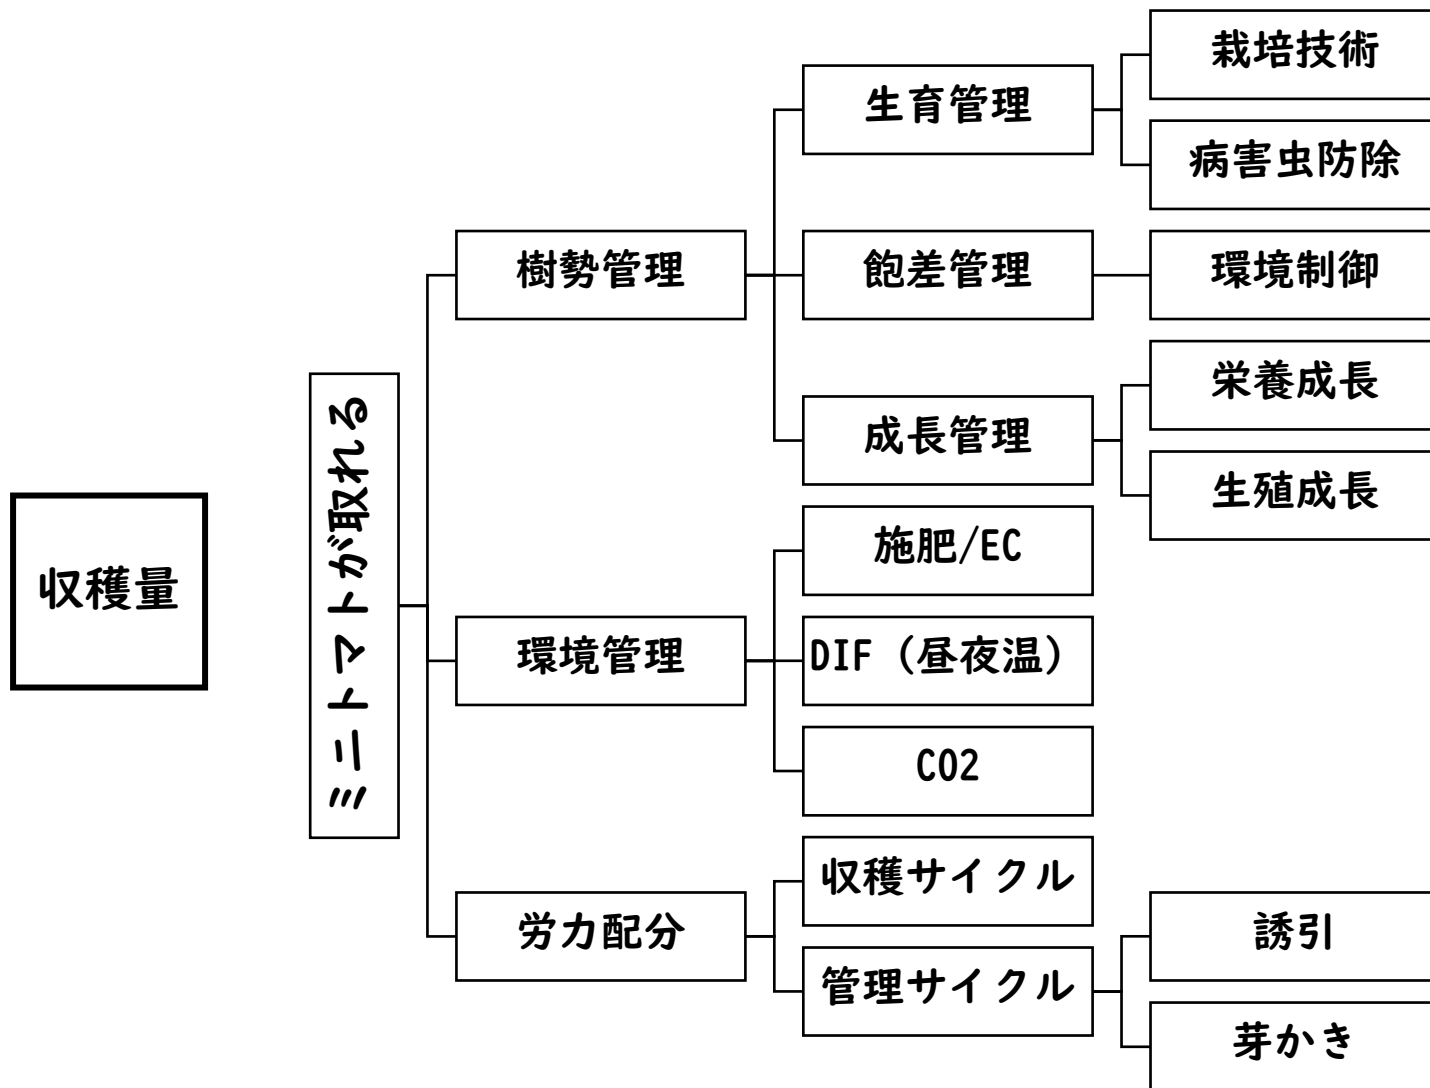 収穫量
ミニトマトが取れる
樹勢管理
生育管理
栽培技術
病害虫防除
飽差管理
環境制御
成長管理
栄養成長
生殖成長
環境管理
施肥/EC
DIF（昼夜温）
CO2
労力配分
収穫サイクル
管理サイクル
誘引
芽かき